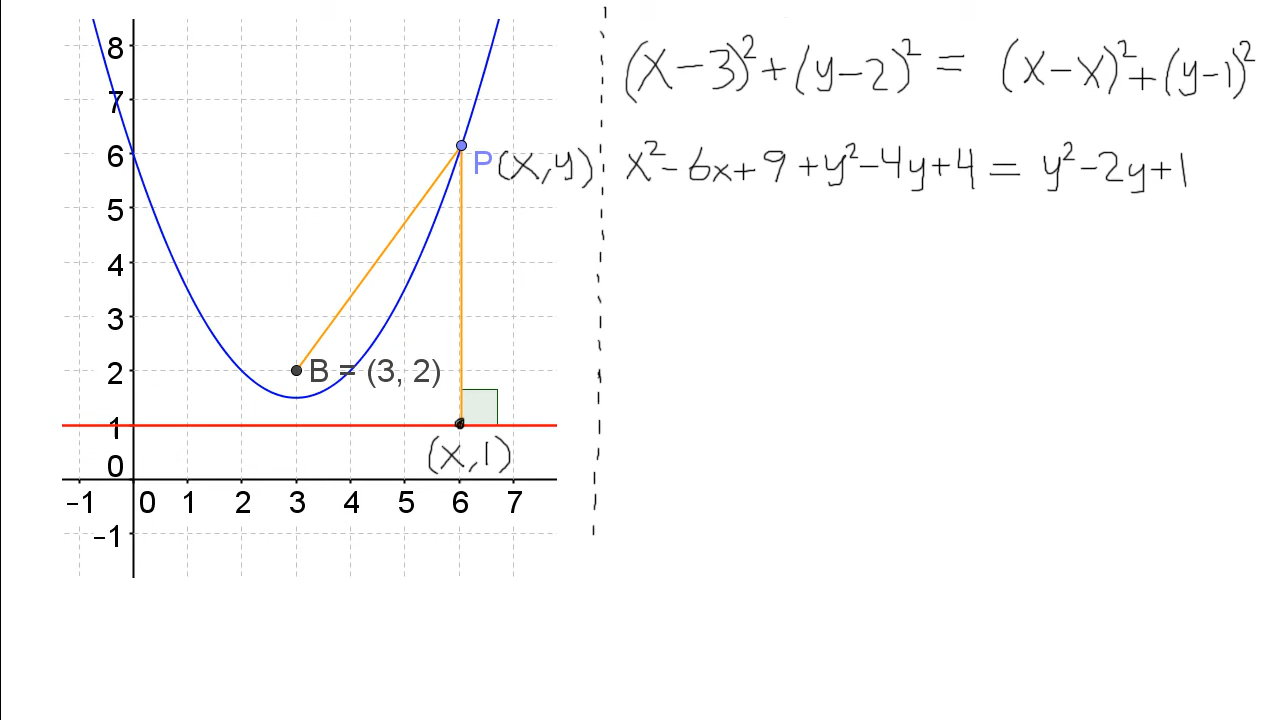 (x-3)²+(y-2)² = (x-x)²+(y-1)²
x²-6x+9+y²-4y+4 = y²-2y+1
8
7
6
P(x,y)
5
4
3
2
B = (3, 2)
1
(x,1)
0
−1 0 1 2 3 4 5 6 7
−1